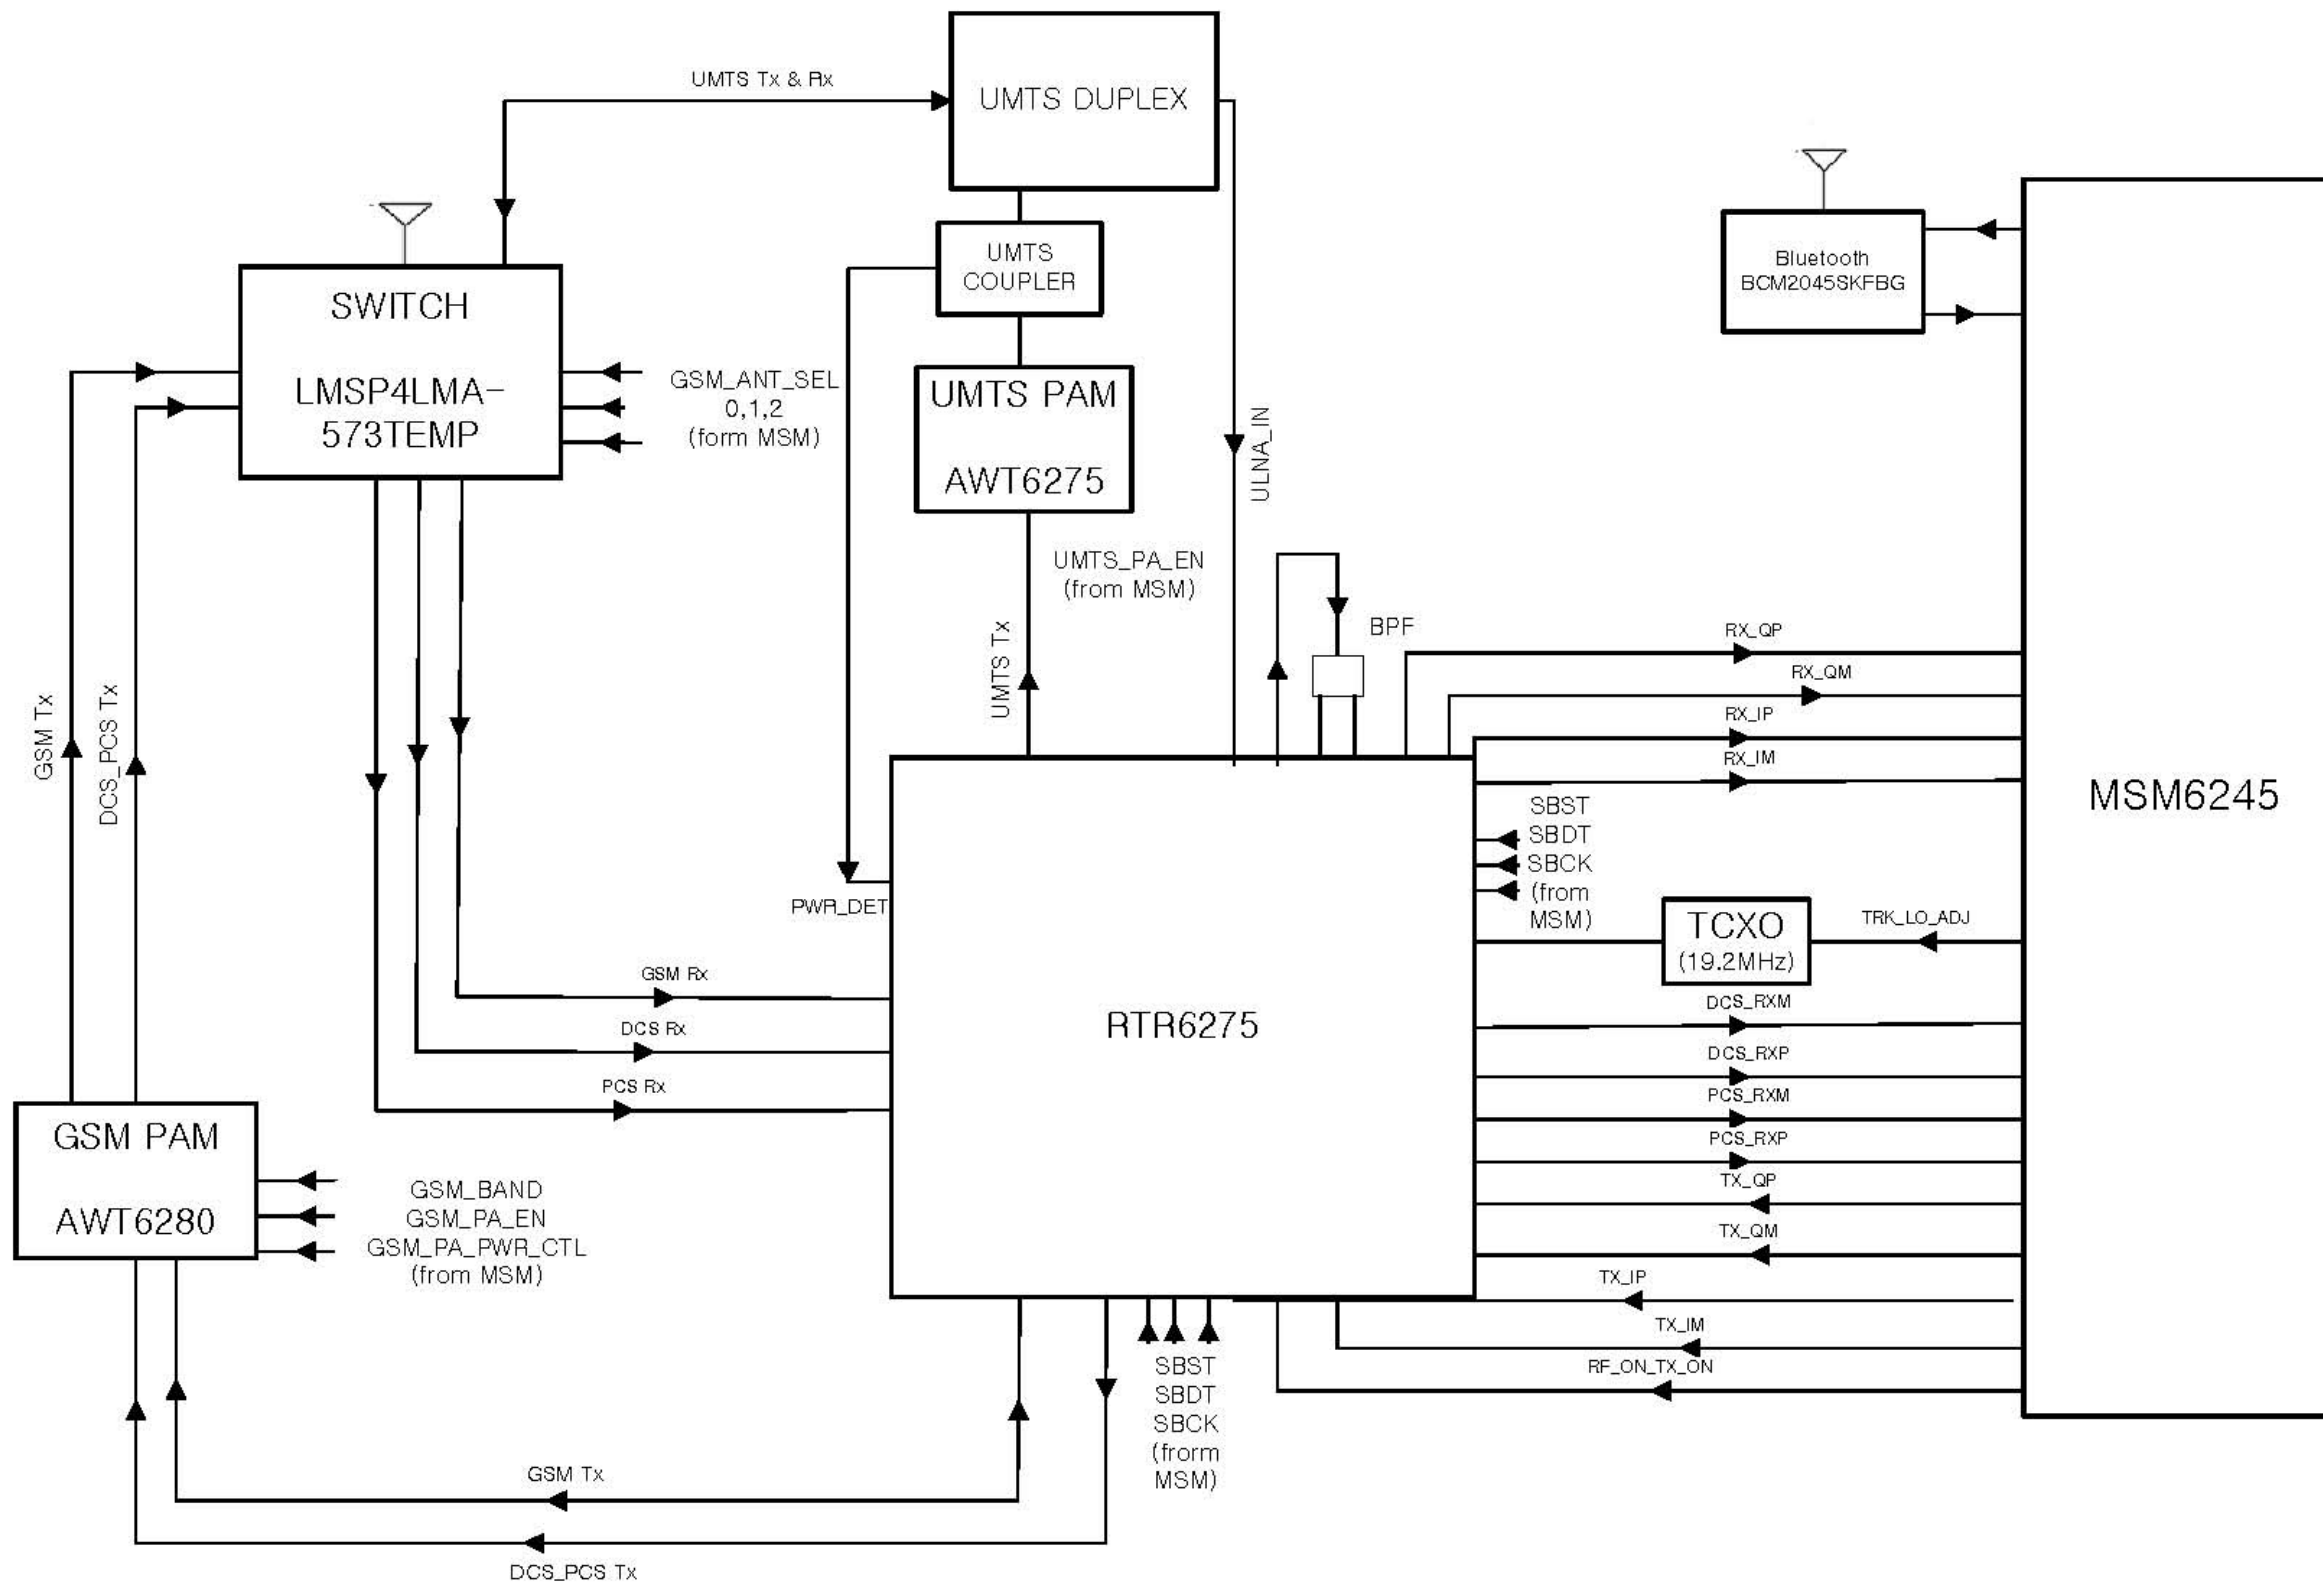 UMTS Tx & Rx
UMTS DUPLEX
UMTS
COUPLER
Bluetooth
BCM2045SKFBG
SWITCH
LMSP4LMA-
573TEMP
GSM_ANT_SEL
0,1,2
(form MSM)
UMTS PAM
AWT6275
ULNA_IN
UMTS_PA_EN
(from MSM)
UMTS Tx
BPF
GSM Tx
DCS_PCS Tx
RX_QP
RX_QM
RX_IP
RX_IM
MSM6245
SBST
SBDT
SBCK
(from
MSM)
PWR_DET
TCXO
(19.2MHz)
TRK_LO_ADJ
GSM Rx
DCS Rx
PCS Rx
RTR6275
DCS_RXM
DCS_RXP
PCS_RXM
PCS_RXP
TX_QP
TX_QM
TX_IP
TX_IM
RF_ON_TX_ON
GSM PAM
AWT6280
GSM_BAND
GSM_PA_EN
GSM_PA_PWR_CTL
(from MSM)
SBST
SBDT
SBCK
(frorm
MSM)
GSM Tx
DCS_PCS Tx